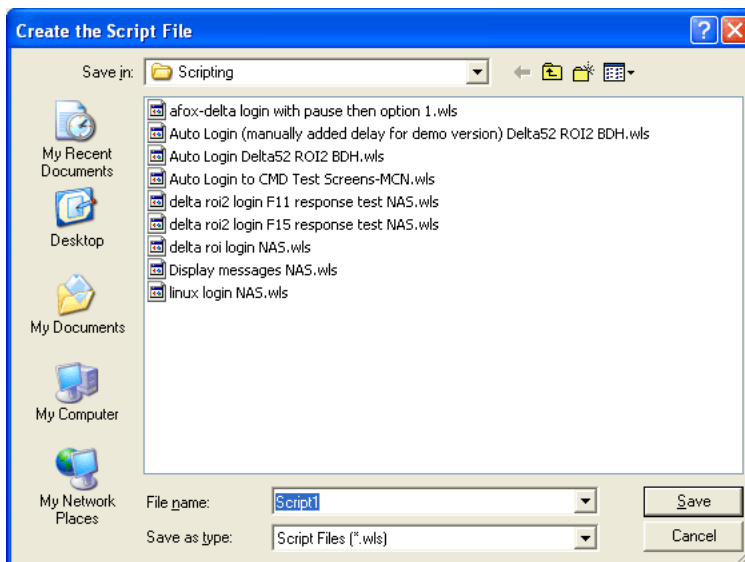 Create the Script File
Save in:
Scripting
afox-delta login with pause then option 1.wls
Auto Login (manually added delay for demo version) Delta52 ROI2 BDH.wls
Auto Login Delta52 ROI2 BDH.wls
Auto Login to CMD Test Screens-MCN.wls
delta roi2 login F11 response test NAS.wls
delta roi2 login F15 response test NAS.wls
delta roi login NAS.wls
Display messages NAS.wls
linux login NAS.wls
My Recent
Documents
Desktop
My Documents
My Computer
My Network
Places
File name:
Script1
Save
Save as type:
Script Files (*.wls)
Cancel